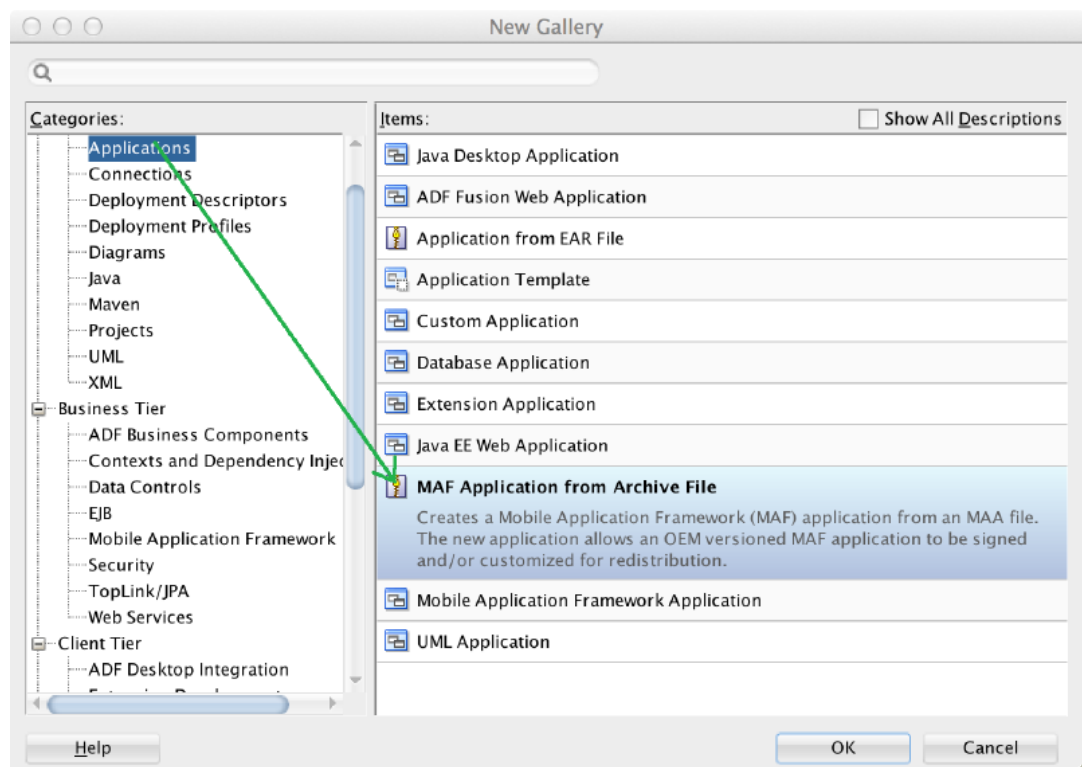 New Gallery
Categories:
Applications
Connections
Deployment Descriptors
Deployment Profiles
Diagrams
Java
Maven
Projects
UML
XML
Business Tier
ADF Business Components
Contexts and Dependency Injec
Data Controls
EJB
Mobile Application Framework
Security
TopLink/JPA
Web Services
Client Tier
ADF Desktop Integration
Items:
Show All Descriptions
Java Desktop Application
ADF Fusion Web Application
Application from EAR File
Application Template
Custom Application
Database Application
Extension Application
Java EE Web Application
MAF Application from Archive File
Creates a Mobile Application Framework (MAF) application from an MAA file.
The new application allows an OEM versioned MAF application to be signed
and/or customized for redistribution.
Mobile Application Framework Application
UML Application
Help
OK
Cancel